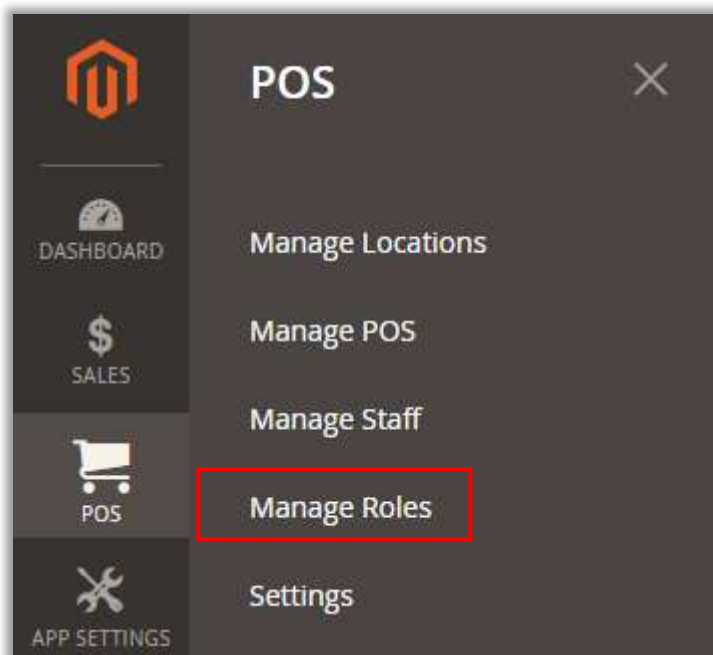 POS
DASHBOARD
SALES
POS
APP SETTINGS
Manage Locations
Manage POS
Manage Staff
Manage Roles
Settings